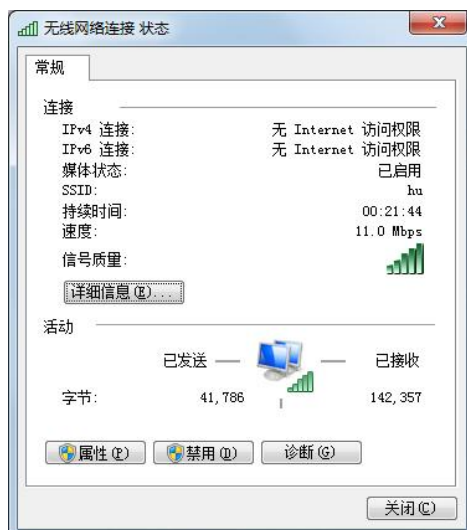 无线网络连接 状态
常规
连接
IPv4 连接: 无 Internet 访问权限
IPv6 连接: 无 Internet 访问权限
媒体状态: 已启用
SSID: hu
持续时间: 00:21:44
速度: 11.0 Mbps
信号质量:
详细信息(E)...
活动
已发送 — — 已接收
字节: 41,786 142,357
属性(P) 禁用(D) 诊断(G)
关闭(C)